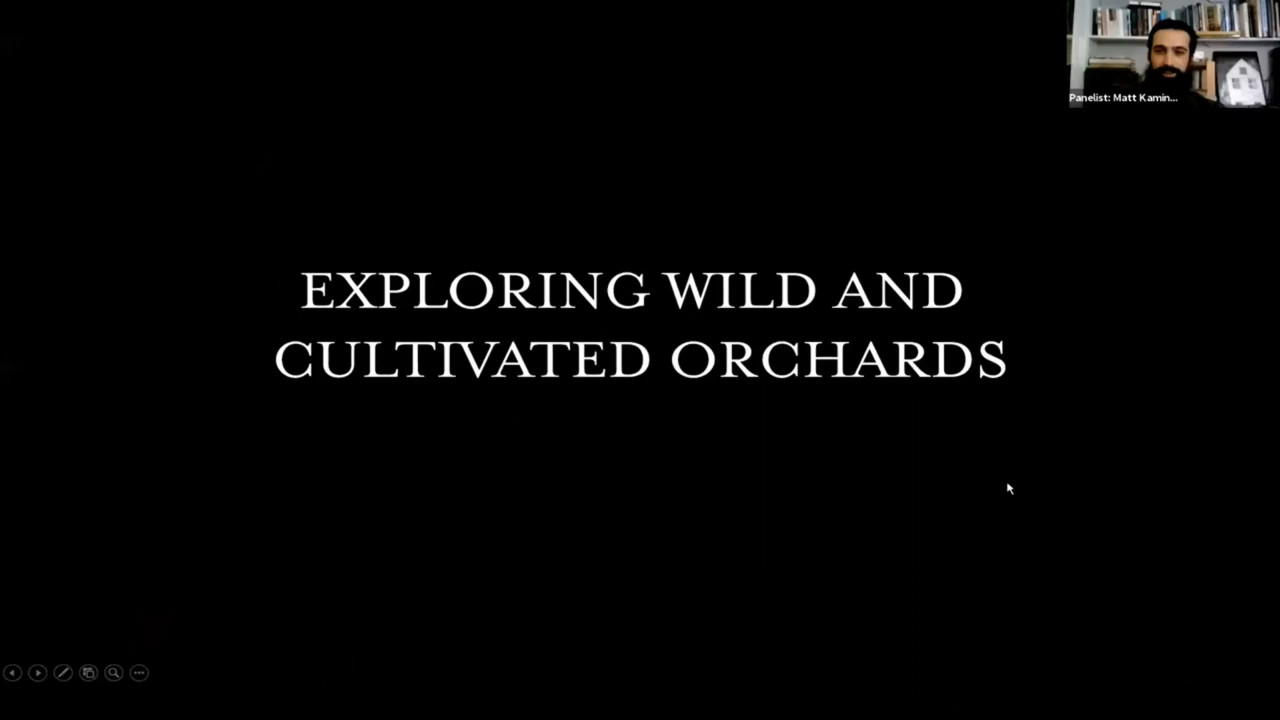 Panelist: Matt Kamin...
EXPLORING WILD AND
CULTIVATED ORCHARDS